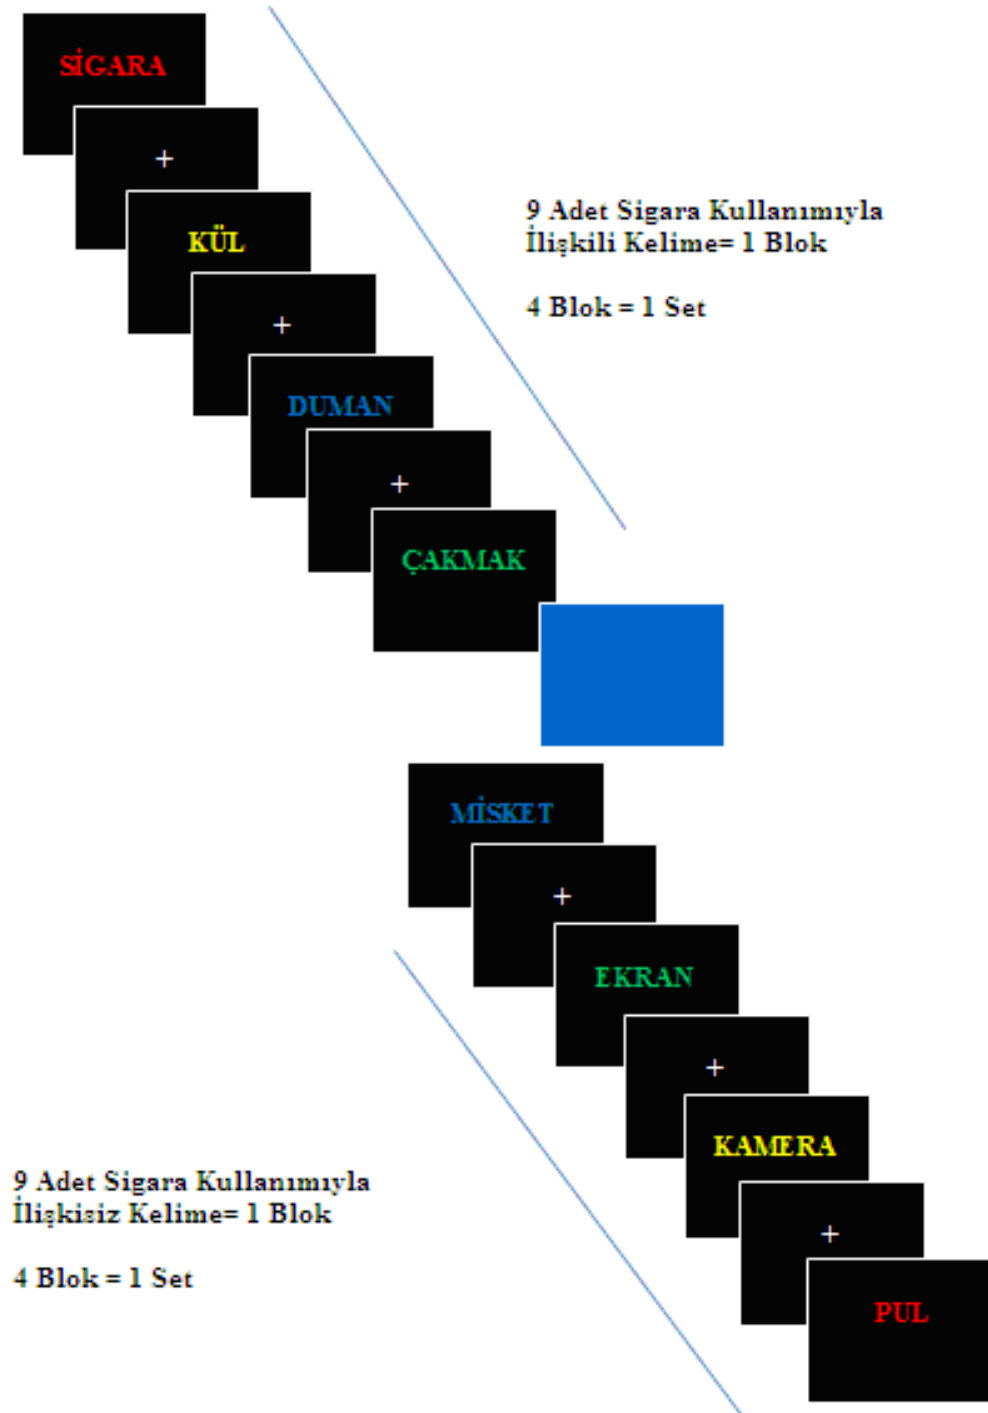 SİGARA
+
KÜL
+
DUMAN
+
ÇAKMAK
9 Adet Sigara Kullanımıyla
İlişkili Kelime= 1 Blok
4 Blok = 1 Set
MİSKET
+
EKRAN
+
KAMERA
+
PUL
9 Adet Sigara Kullanımıyla
İlişkisiz Kelime= 1 Blok
4 Blok = 1 Set